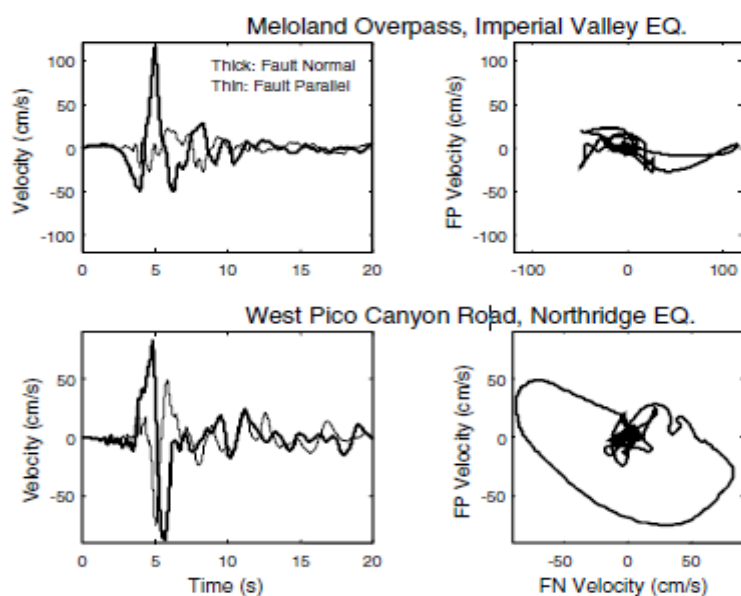 Meloland Overpass, Imperial Valley EQ.
Thick: Fault Normal
Thin: Fault Parallel
Velocity (cm/s)
100
50
0
-50
-100
0 5 10 15 20
FP Velocity (cm/s)
100
50
0
-50
-100
-100 0 100
West Pico Canyon Road, Northridge EQ.
Velocity (cm/s)
50
0
-50
0 5 10 15 20
Time (s)
FP Velocity (cm/s)
50
0
-50
-50 0 50
FN Velocity (cm/s)